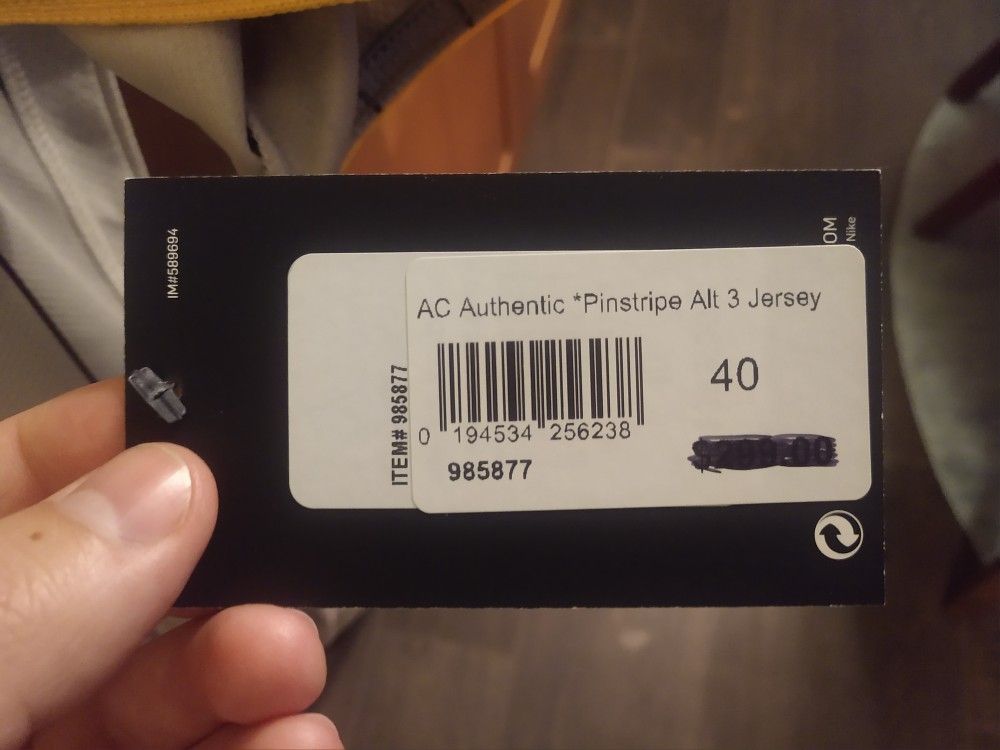 IM#589694
OM
Nike
AC Authentic *Pinstripe Alt 3 Jersey
40
ITEM# 985877
0 194534 256238
985877